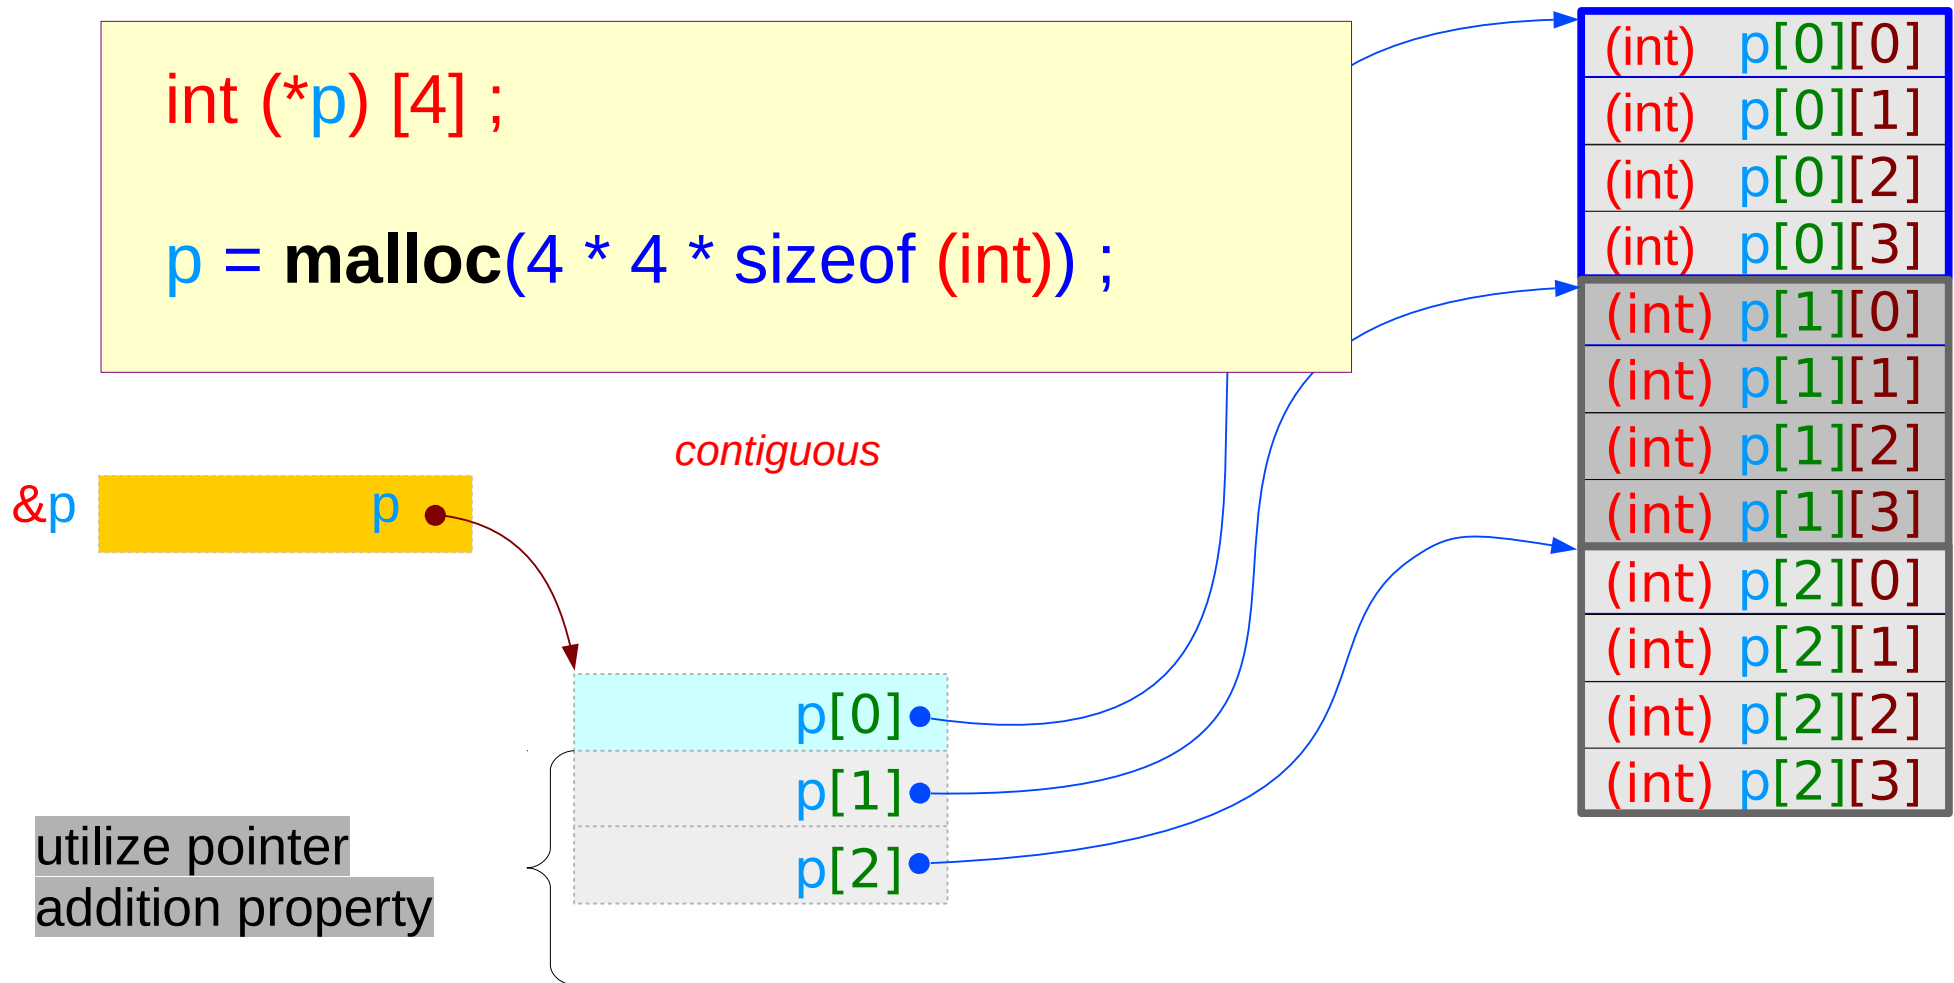 int (*p) [4] ;
p = malloc(4 * 4 * sizeof (int)) ;
contiguous
&p p
p[0]
p[1]
p[2]
utilize pointer
addition property
(int) p[0][0]
(int) p[0][1]
(int) p[0][2]
(int) p[0][3]
(int) p[1][0]
(int) p[1][1]
(int) p[1][2]
(int) p[1][3]
(int) p[2][0]
(int) p[2][1]
(int) p[2][2]
(int) p[2][3]